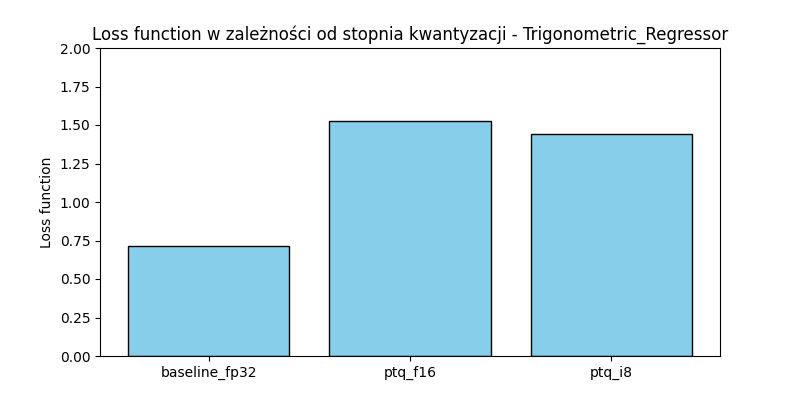 Loss function w zależności od stopnia kwantyzacji - Trigonometric_Regressor
2.00
1.75
1.50
1.25
1.00
0.75
0.50
0.25
0.00
Loss function
baseline_fp32
ptq_f16
ptq_i8